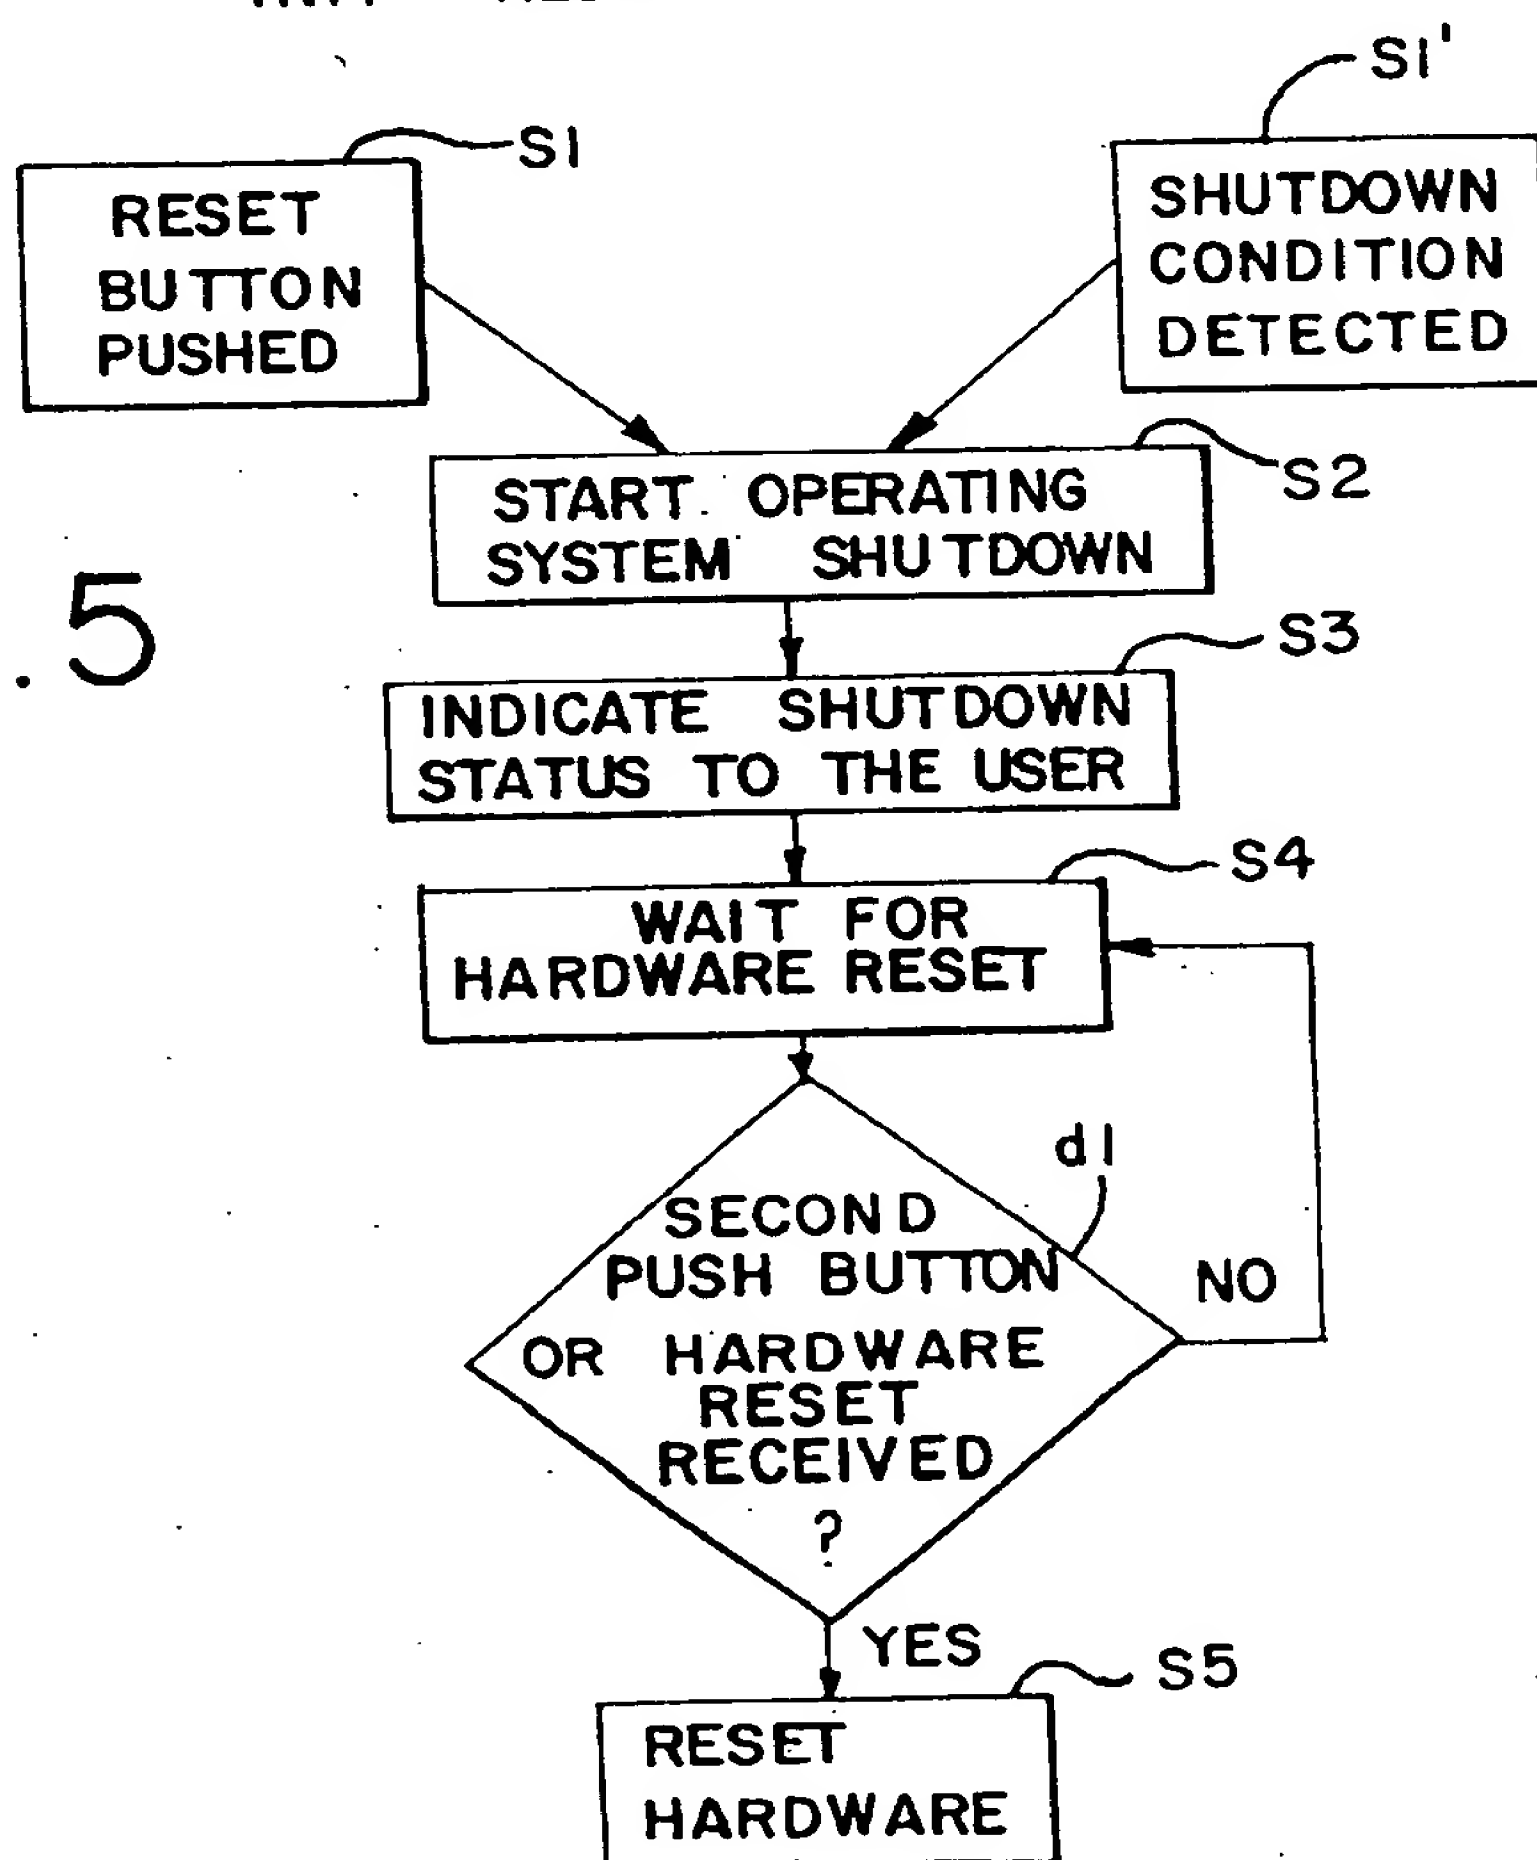 S1'
S1
RESET
BUTTON
PUSHED
SHUTDOWN
CONDITION
DETECTED
S2
START OPERATING
SYSTEM SHUTDOWN
. 5
S3
INDICATE SHUTDOWN
STATUS TO THE USER
S4
WAIT FOR
HARDWARE RESET
d1
SECOND
PUSH BUTTON
OR HARDWARE
RESET
RECEIVED
?
NO
YES
S5
RESET
HARDWARE